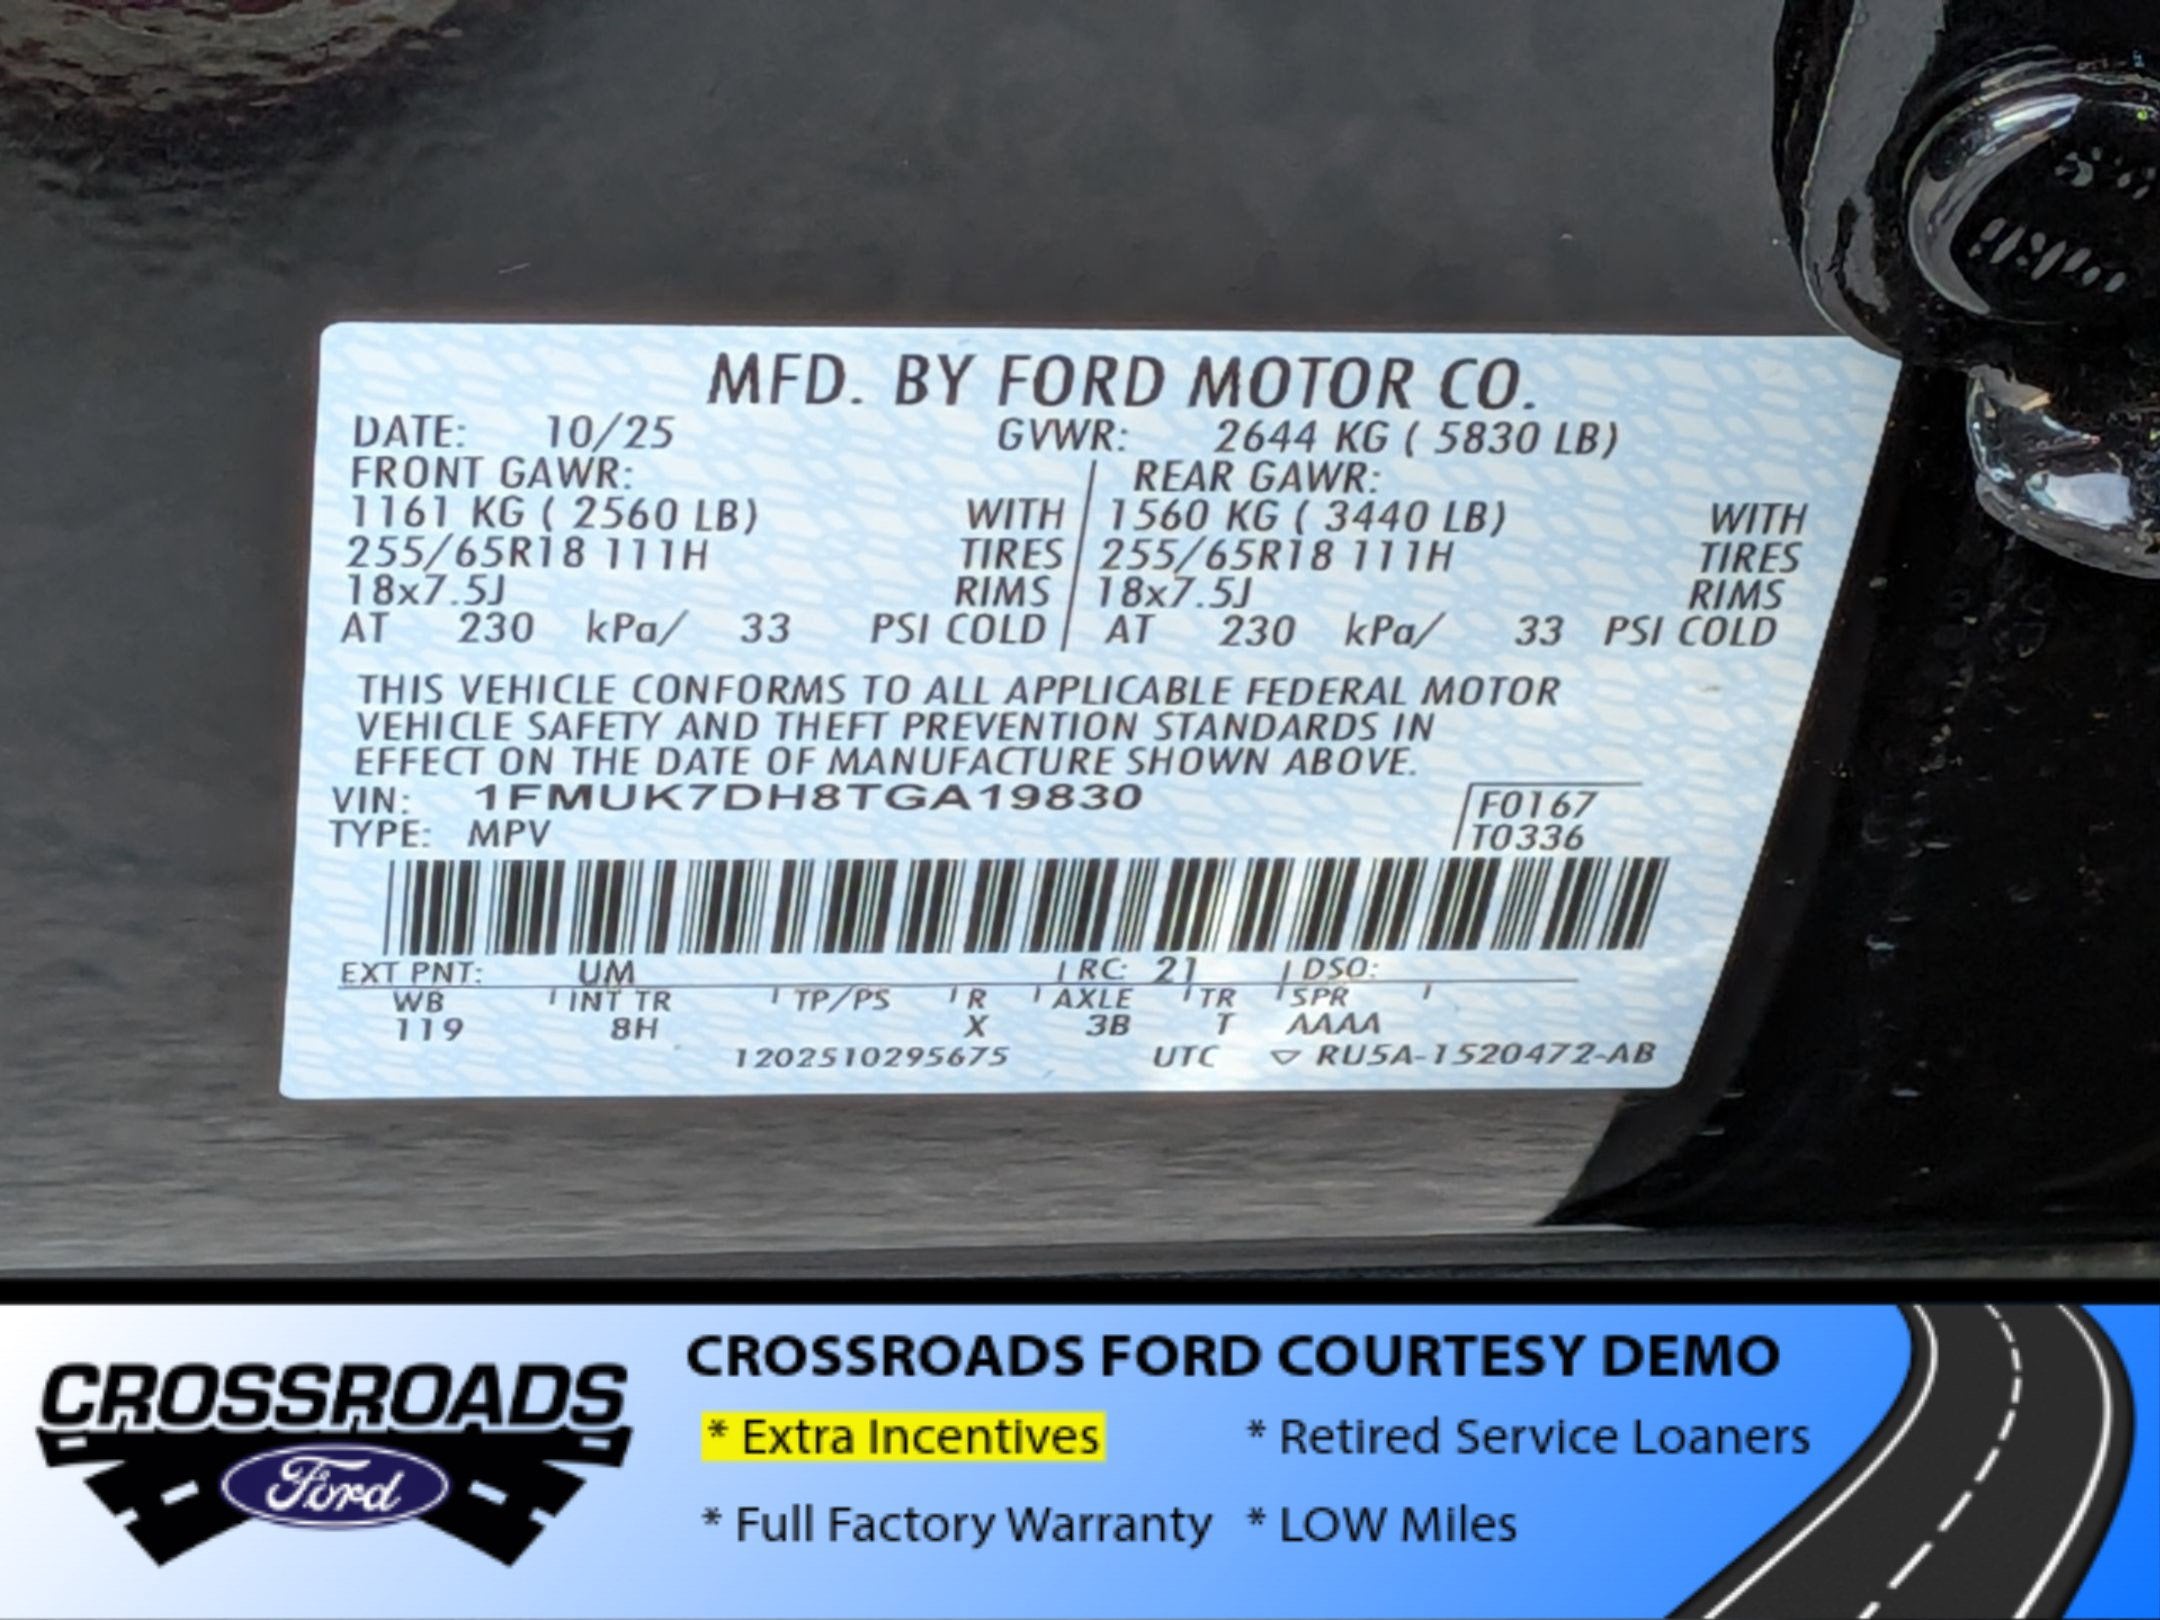 MFD. BY FORD MOTOR CO.
DATE: 10/25 GVWR: 2644 KG ( 5830 LB)
FRONT GAWR: REAR GAWR:
1161 KG ( 2560 LB) WITH 1560 KG ( 3440 LB) WITH
255/65R18 111H TIRES 255/65R18 111H TIRES
18x7.5J RIMS 18x7.5J RIMS
AT 230 kPa/ 33 PSI COLD AT 230 kPa/ 33 PSI COLD
THIS VEHICLE CONFORMS TO ALL APPLICABLE FEDERAL MOTOR
VEHICLE SAFETY AND THEFT PREVENTION STANDARDS IN
EFFECT ON THE DATE OF MANUFACTURE SHOWN ABOVE.
VIN: 1FMUK7DH8TGA19830 F0167
TYPE: MPV T0336
EXT PNT: UM RC: 21 DSO:
WB INT TR TP/PS R AXLE TR SPR
119 8H X 3B T AAAA
1202510295675 UTC ▽ RU5A-1520472-AB
CROSSROADS
Ford
CROSSROADS FORD COURTESY DEMO
* Extra Incentives * Retired Service Loaners
* Full Factory Warranty * LOW Miles